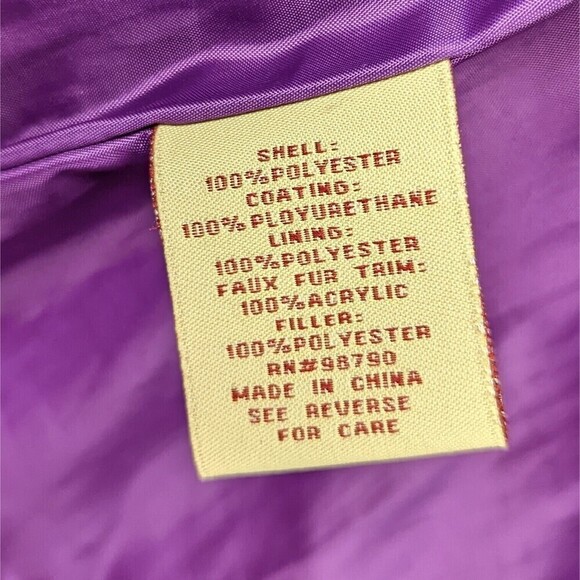 SHELL:
100%POLYESTER
COATING:
100%PLOYURETHANE
LINING:
100%POLYESTER
FAUX FUR TRIM:
100%ACRYLIC
FILLER:
100%POLYESTER
RN#98790
MADE IN CHINA
SEE REVERSE
FOR CARE